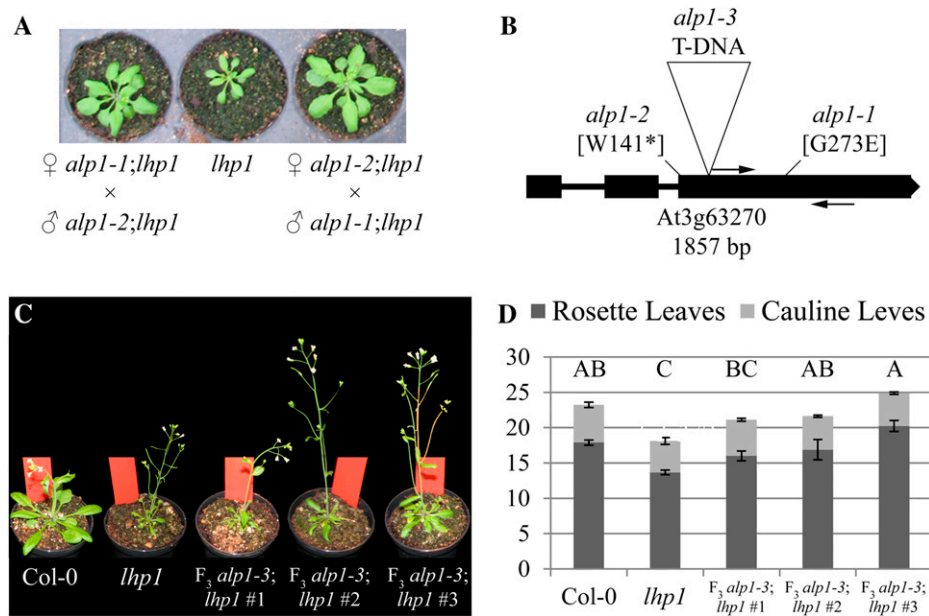 A
♀ alp1-1;lhp1
×
♂ alp1-2;lhp1
lhp1
♀ alp1-2;lhp1
×
♂ alp1-1;lhp1
B
alp1-3
T-DNA
alp1-2
[W141*]
alp1-1
[G273E]
At3g63270
1857 bp
C
Col-0
lhp1
F₃ alp1-3;
lhp1 #1
F₃ alp1-3;
lhp1 #2
F₃ alp1-3;
lhp1 #3
D
Rosette Leaves
Cauline Leves
30
25
20
15
10
5
0
AB
C
BC
AB
A
Col-0
lhp1
F₃ alp1-3;
lhp1 #1
F₃ alp1-3;
lhp1 #2
F₃ alp1-3;
lhp1 #3